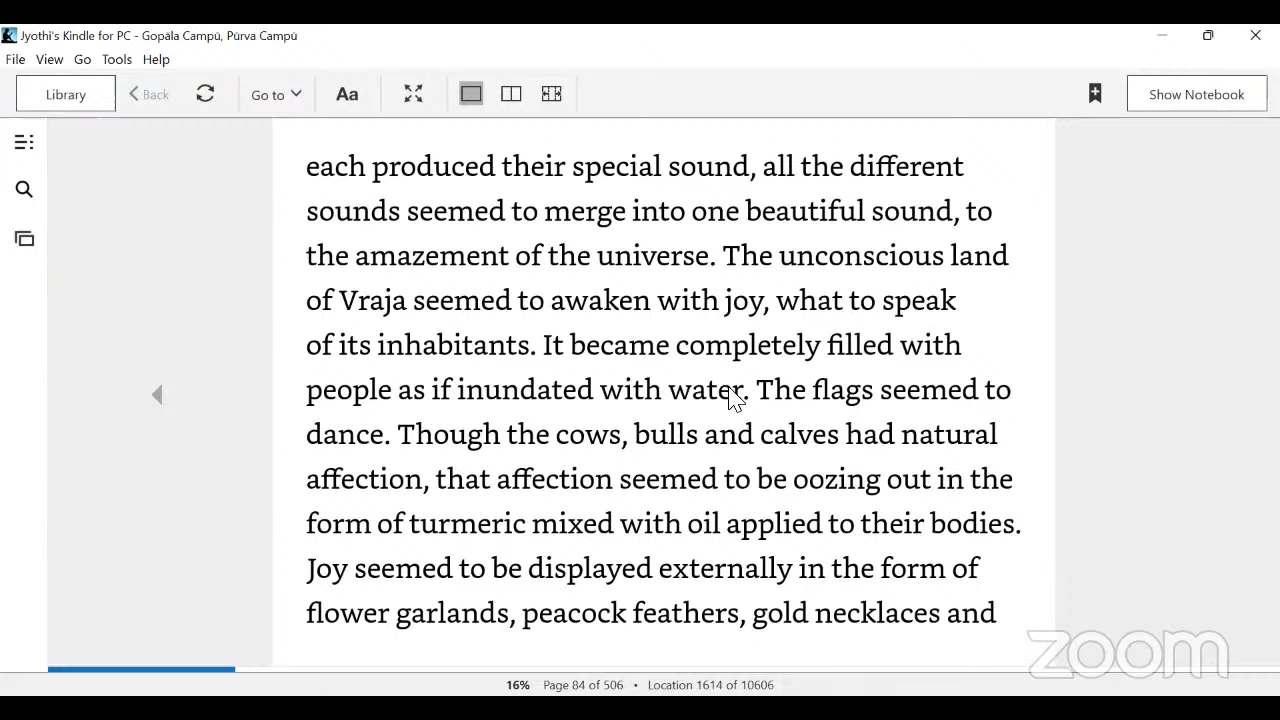 Jyothi's Kindle for PC - Gopāla Campū, Pūrva Campū
File View Go Tools Help
Library Back Go to Aa Show Notebook
each produced their special sound, all the different
sounds seemed to merge into one beautiful sound, to
the amazement of the universe. The unconscious land
of Vraja seemed to awaken with joy, what to speak
of its inhabitants. It became completely filled with
people as if inundated with water. The flags seemed to
dance. Though the cows, bulls and calves had natural
affection, that affection seemed to be oozing out in the
form of turmeric mixed with oil applied to their bodies.
Joy seemed to be displayed externally in the form of
flower garlands, peacock feathers, gold necklaces and
zoom
16% Page 84 of 506 • Location 1614 of 10606